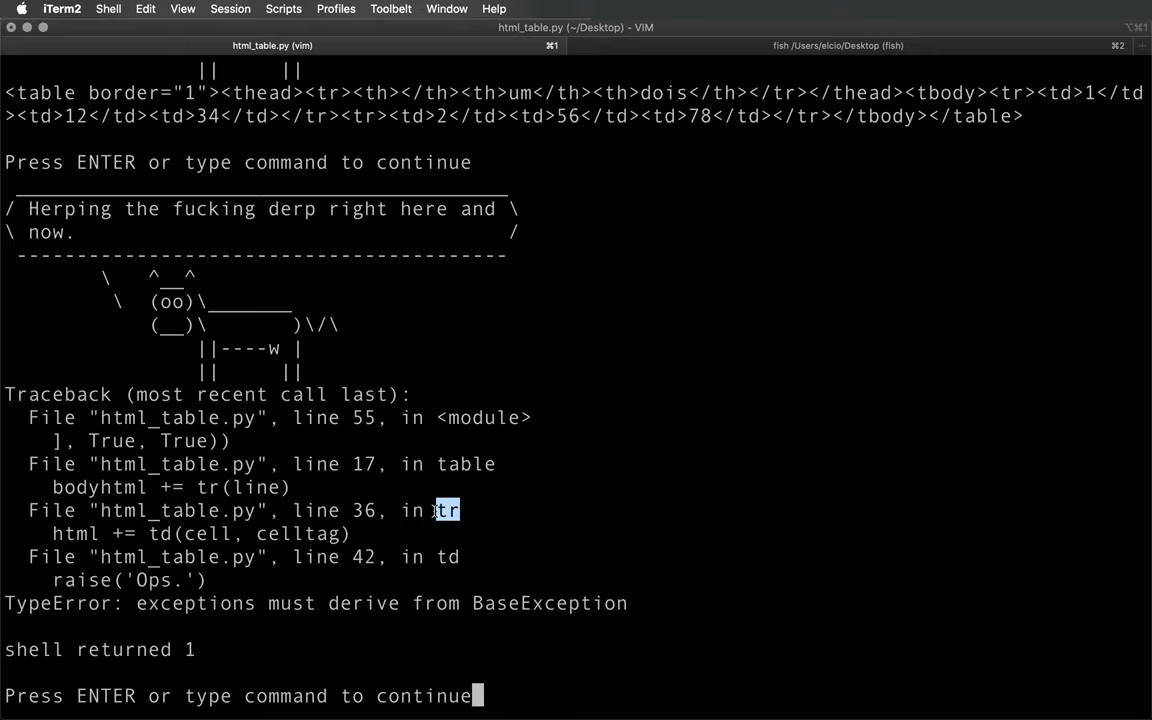 iTerm2 Shell Edit View Session Scripts Profiles Toolbelt Window Help
html_table.py (~/Desktop) - VIM ⌥⌘1
html_table.py (vim) ⌘1 fish /Users/elcio/Desktop (fish) ⌘2 +
||     ||
<table border="1"><thead><tr><th></th><th>um</th><th>dois</th></tr></thead><tbody><tr><td>1</td
><td>12</td><td>34</td></tr><tr><td>2</td><td>56</td><td>78</td></tr></tbody></table>
Press ENTER or type command to continue
 _________________________________________
/ Herping the fucking derp right here and \
\ now.                                    /
 -----------------------------------------
        \   ^__^
         \  (oo)\_______
            (__)\       )\/\
                ||----w |
                ||     ||
Traceback (most recent call last):
  File "html_table.py", line 55, in <module>
    ], True, True))
  File "html_table.py", line 17, in table
    bodyhtml += tr(line)
  File "html_table.py", line 36, in tr
    html += td(cell, celltag)
  File "html_table.py", line 42, in td
    raise('Ops.')
TypeError: exceptions must derive from BaseException
shell returned 1
Press ENTER or type command to continue